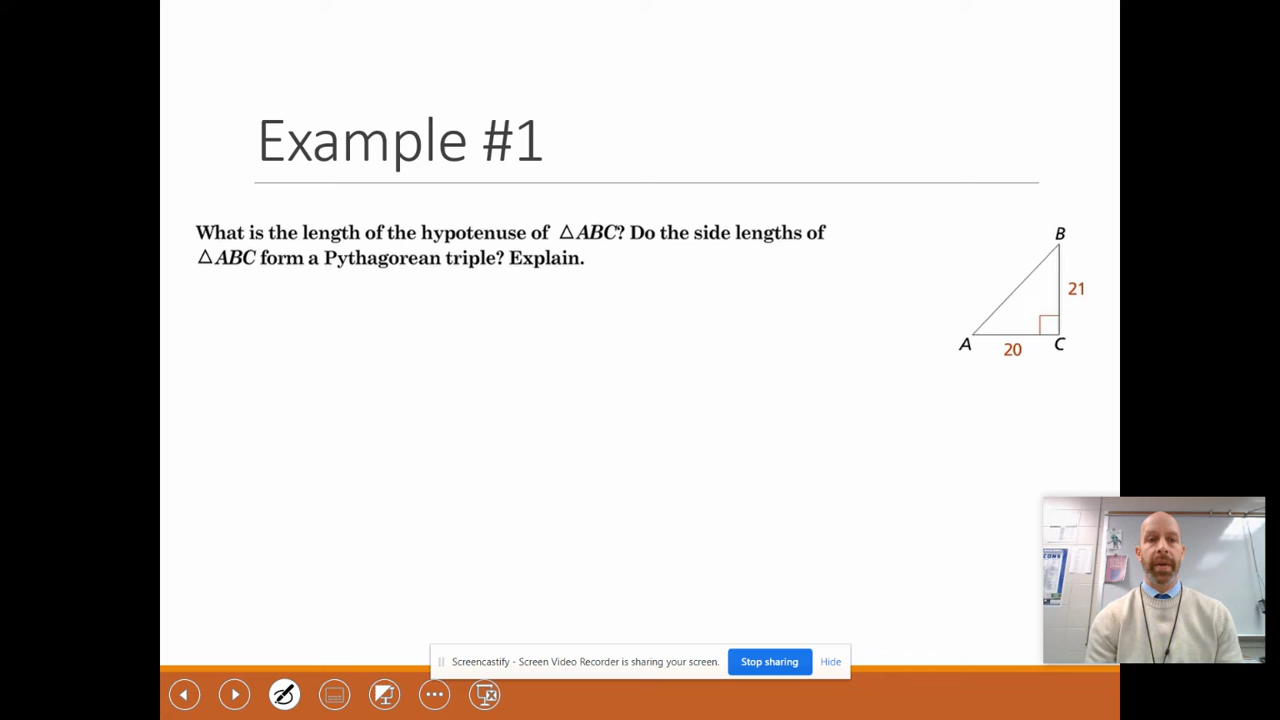 Example #1
What is the length of the hypotenuse of △ABC? Do the side lengths of
△ABC form a Pythagorean triple? Explain.
B
21
A
20
C
Screencastify - Screen Video Recorder is sharing your screen.
Stop sharing
Hide